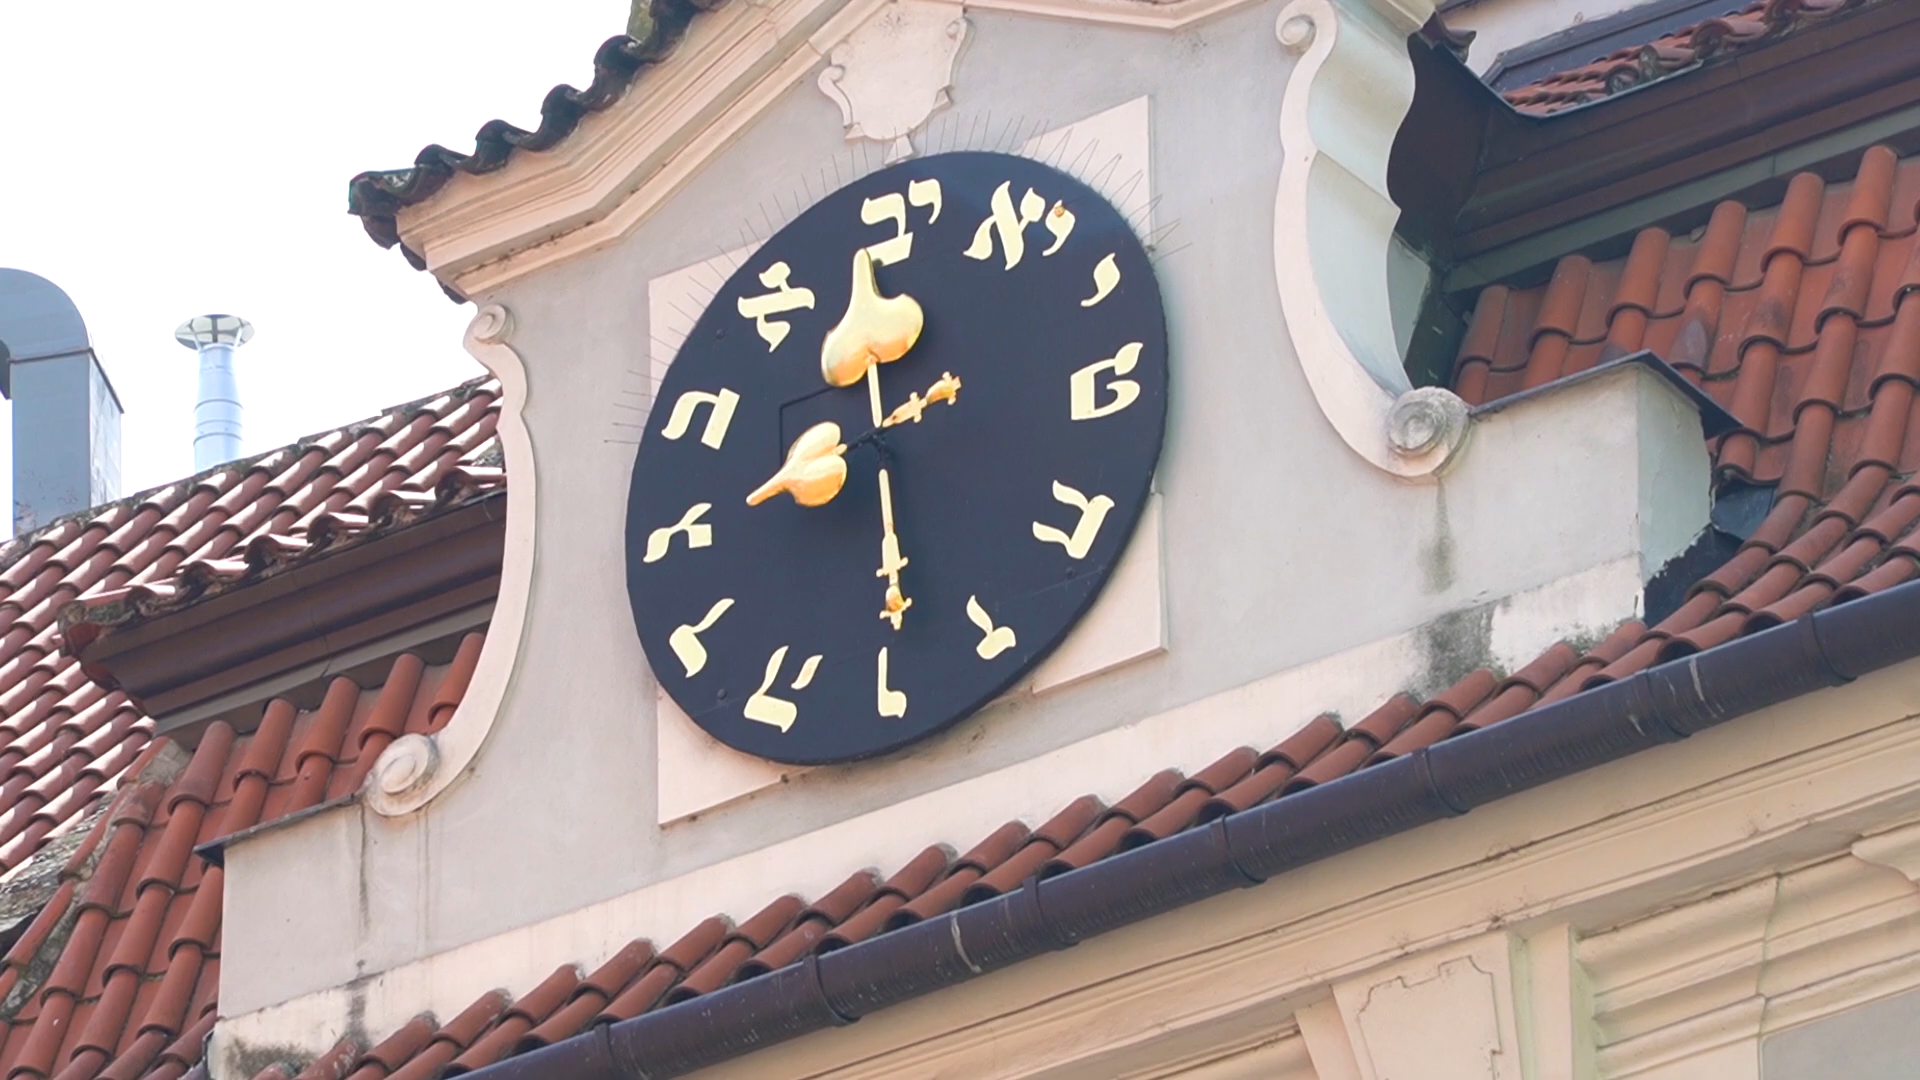 יב
יא
י
ט
ח
ז
ו
ה
ד
ג
ב
א